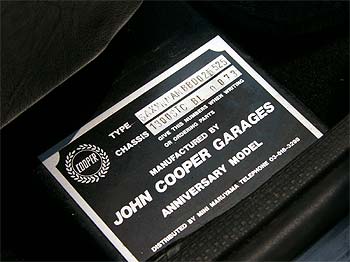 TYPE
CHASSIS
GIVE THIS NUMBERS WHEN WRITING
OR ORDERING PARTS
COOPER
MANUFACTURED BY
JOHN COOPER GARAGES
ANNIVERSARY MODEL
DISTRIBUTED BY MINI MARUYAMA TELEPHONE